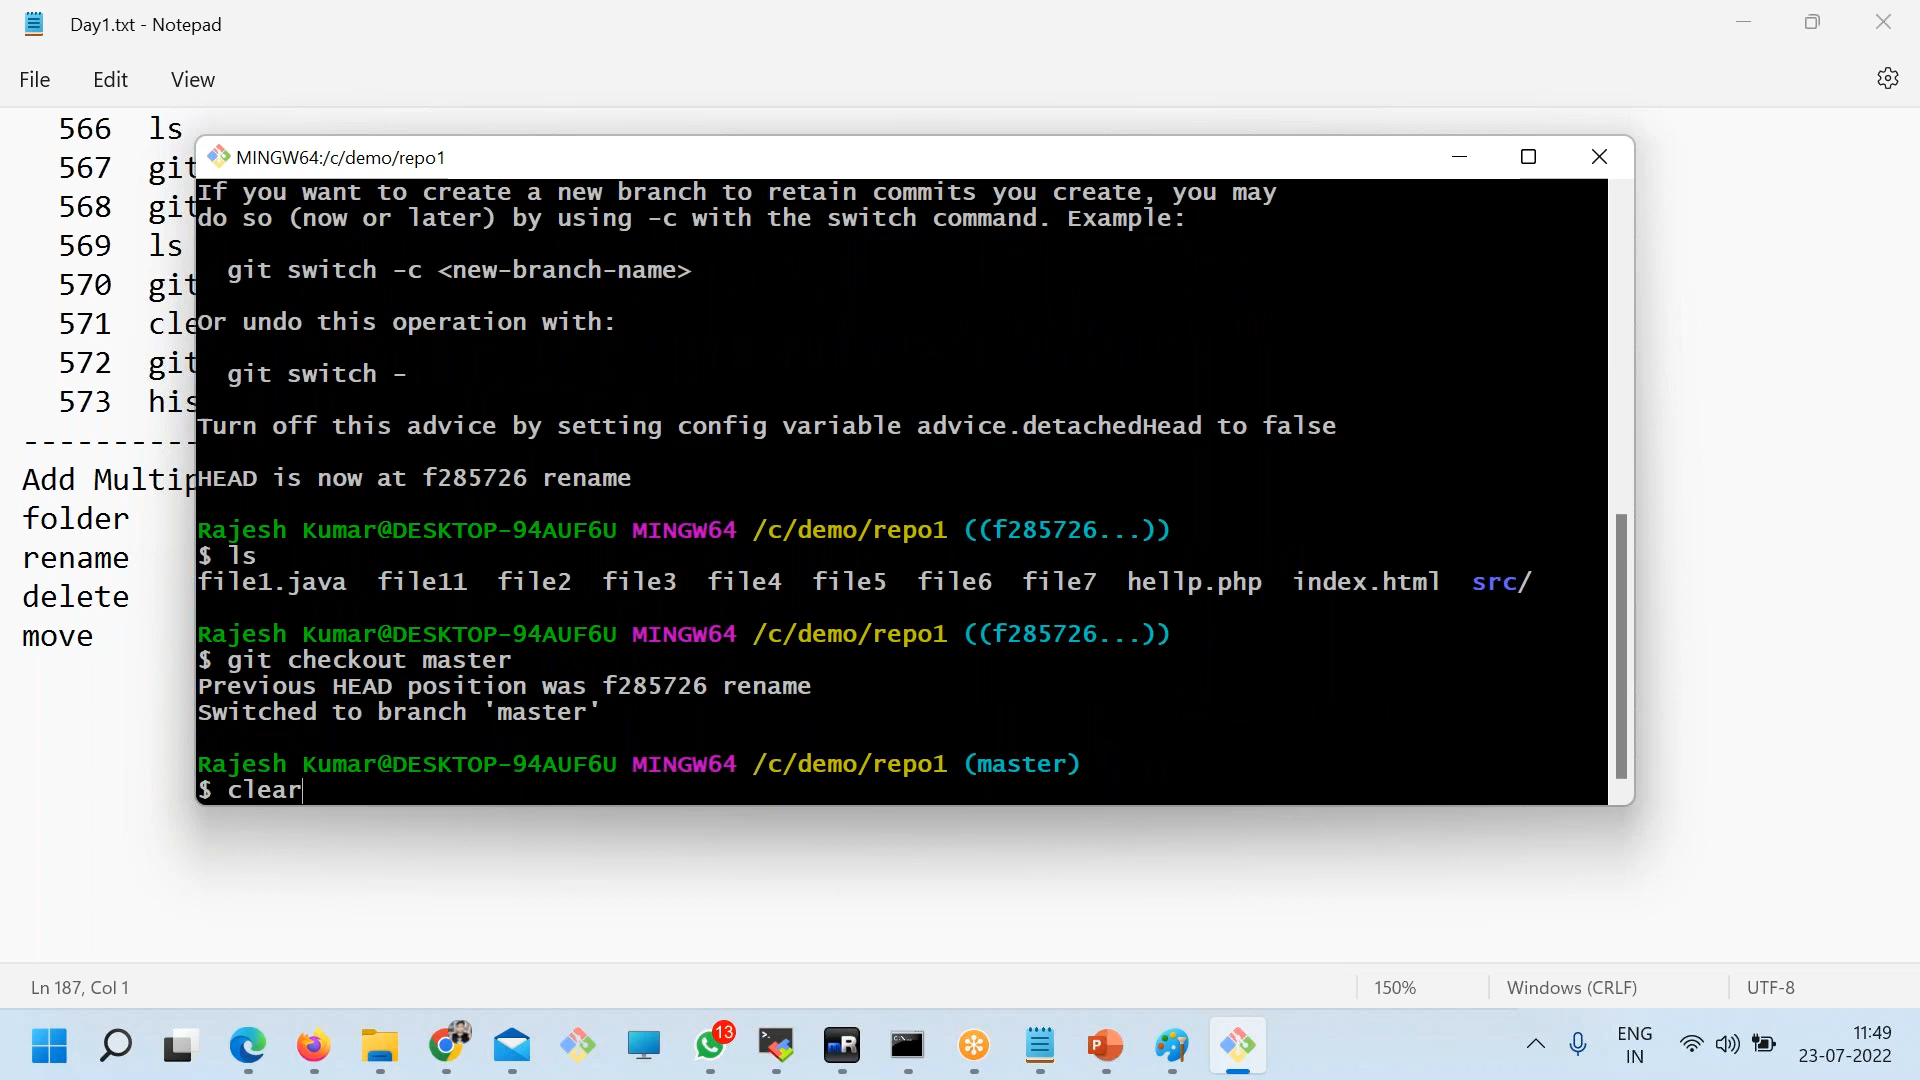 Day1.txt - Notepad
File Edit View
566 ls
567 git
568 git
569 ls
570 git
571 cle
572 git
573 his
----------
Add Multip
folder
rename
delete
move
MINGW64:/c/demo/repo1
If you want to create a new branch to retain commits you create, you may
do so (now or later) by using -c with the switch command. Example:
git switch -c <new-branch-name>
Or undo this operation with:
git switch -
Turn off this advice by setting config variable advice.detachedHead to false
HEAD is now at f285726 rename
Rajesh Kumar@DESKTOP-94AUF6U MINGW64 /c/demo/repo1 ((f285726...))
$ ls
file1.java file11 file2 file3 file4 file5 file6 file7 hellp.php index.html src/
Rajesh Kumar@DESKTOP-94AUF6U MINGW64 /c/demo/repo1 ((f285726...))
$ git checkout master
Previous HEAD position was f285726 rename
Switched to branch 'master'
Rajesh Kumar@DESKTOP-94AUF6U MINGW64 /c/demo/repo1 (master)
$ clear
Ln 187, Col 1
150%
Windows (CRLF)
UTF-8
13
ENG
IN
11:49
23-07-2022